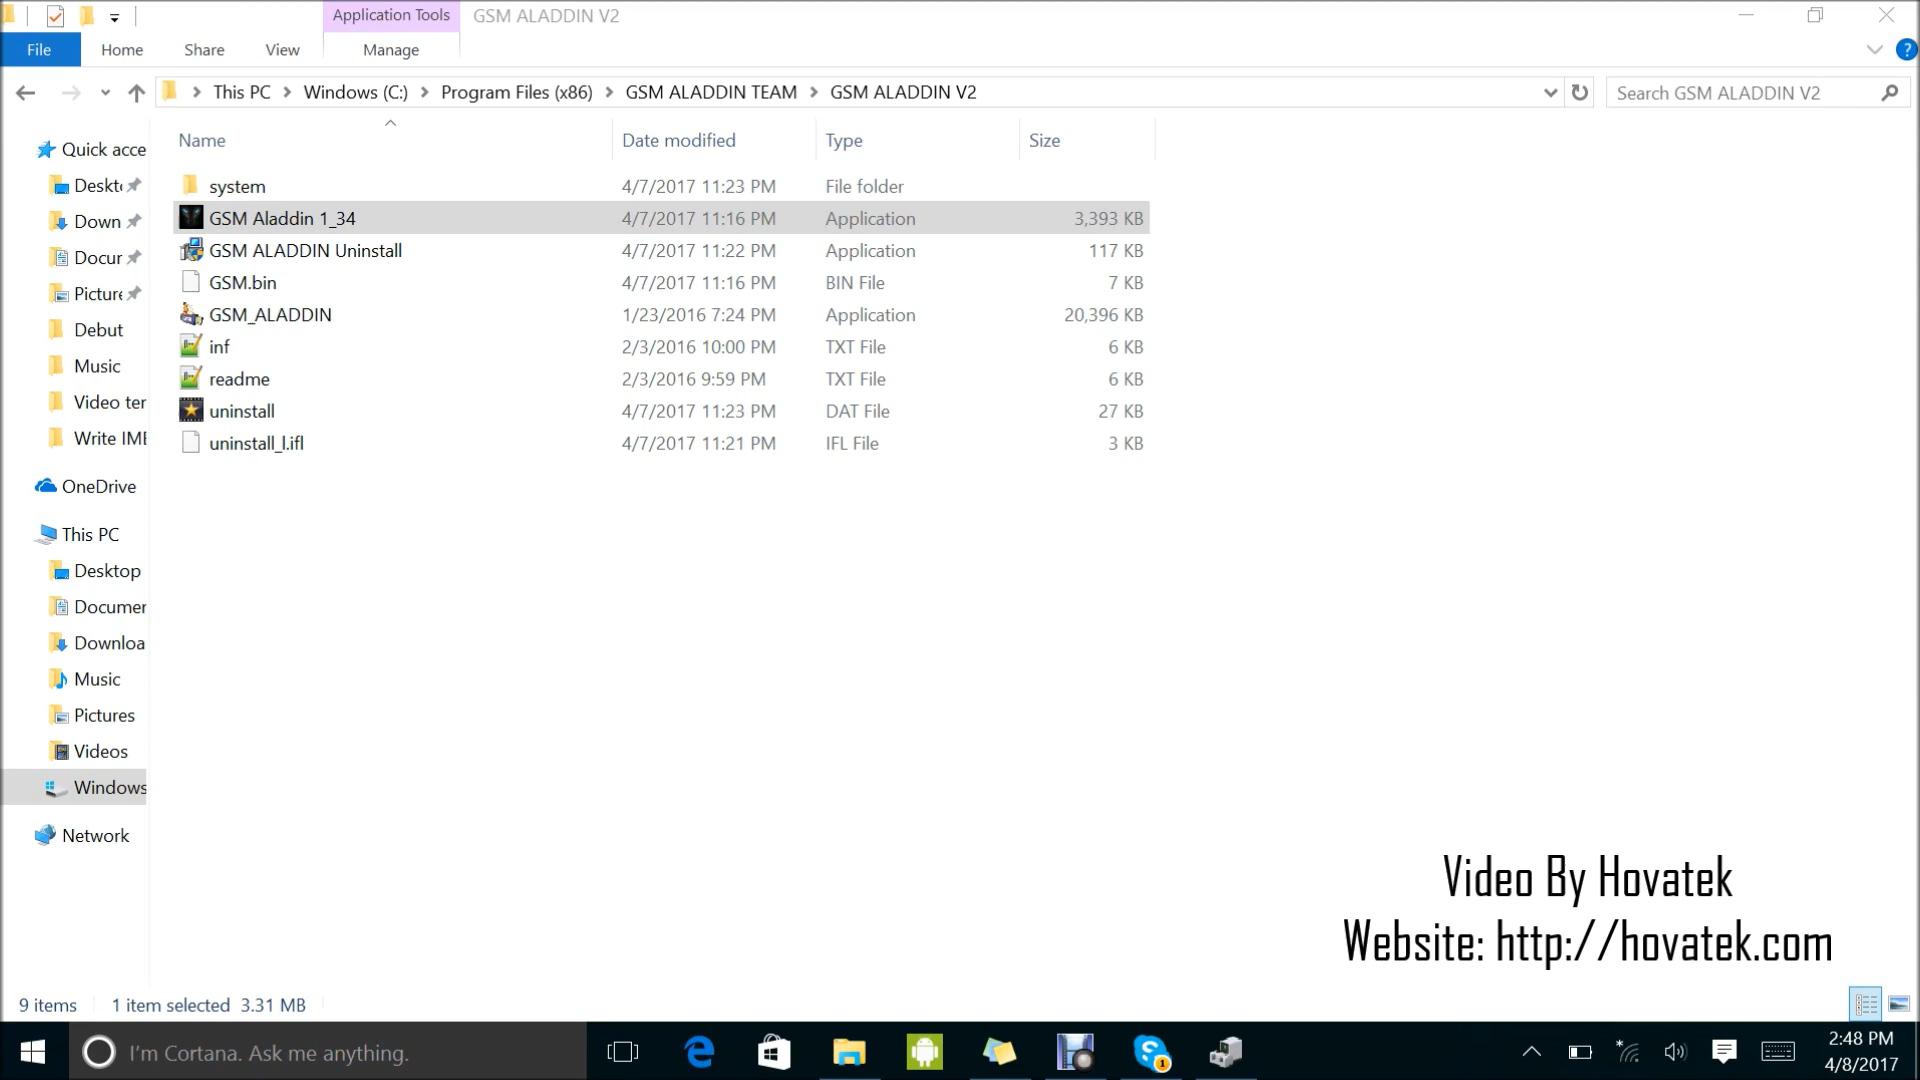 Application Tools
GSM ALADDIN V2
File
Home
Share
View
Manage
This PC > Windows (C:) > Program Files (x86) > GSM ALADDIN TEAM > GSM ALADDIN V2
Search GSM ALADDIN V2
Name
Date modified
Type
Size
system 4/7/2017 11:23 PM File folder
GSM Aladdin 1_34 4/7/2017 11:16 PM Application 3,393 KB
GSM ALADDIN Uninstall 4/7/2017 11:22 PM Application 117 KB
GSM.bin 4/7/2017 11:16 PM BIN File 7 KB
GSM_ALADDIN 1/23/2016 7:24 PM Application 20,396 KB
inf 2/3/2016 10:00 PM TXT File 6 KB
readme 2/3/2016 9:59 PM TXT File 6 KB
uninstall 4/7/2017 11:23 PM DAT File 27 KB
uninstall_l.ifl 4/7/2017 11:21 PM IFL File 3 KB
Quick acce
Deskt
Down
Docur
Picture
Debut
Music
Video ter
Write IME
OneDrive
This PC
Desktop
Documer
Downloa
Music
Pictures
Videos
Windows
Network
Video By Hovatek
Website: http://hovatek.com
9 items
1 item selected 3.31 MB
I'm Cortana. Ask me anything.
1
2:48 PM
4/8/2017